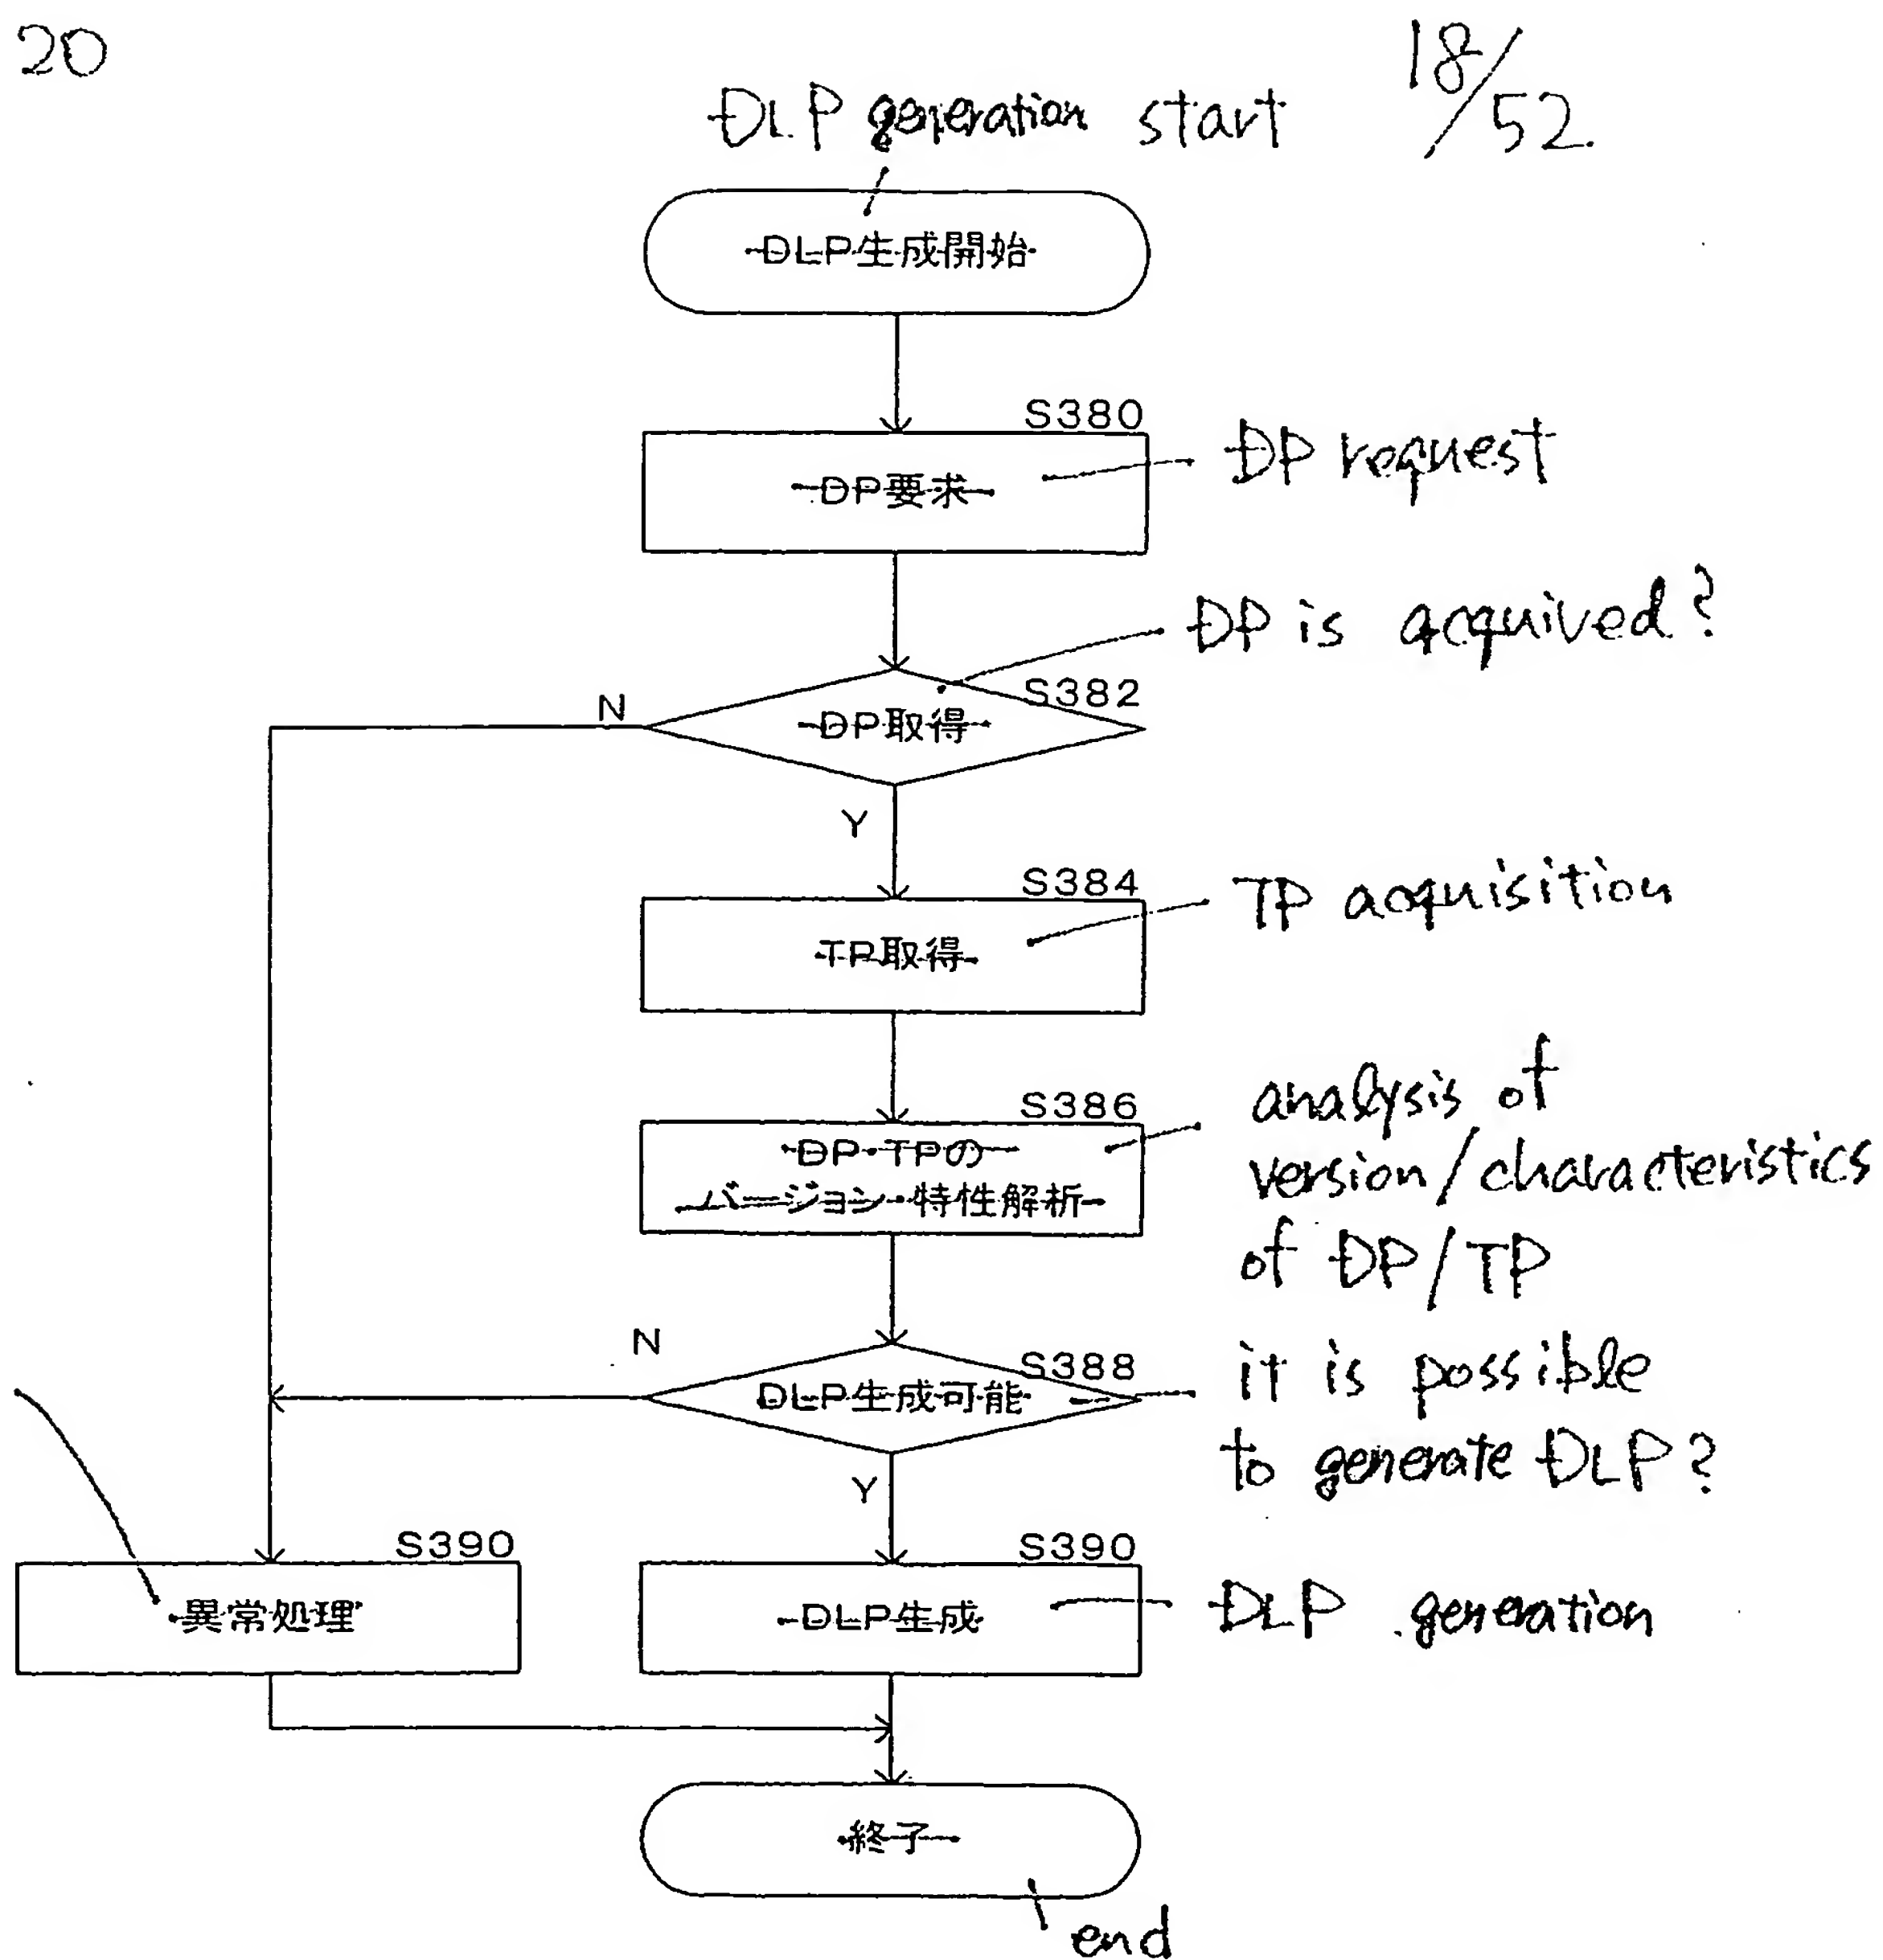 20
18/52
DLP generation start
DLP生成開始
S380
DP要求
DP request
DP is acquired?
S382
N
DP取得
Y
S384
TP取得
TP acquisition
S386
DP・TPの
バージョン・特性解析
analysis of
version/characteristics
of DP/TP
N
S388
DLP生成可能
it is possible
to generate DLP?
Y
S390
異常処理
S390
DLP生成
DLP generation
終了
end